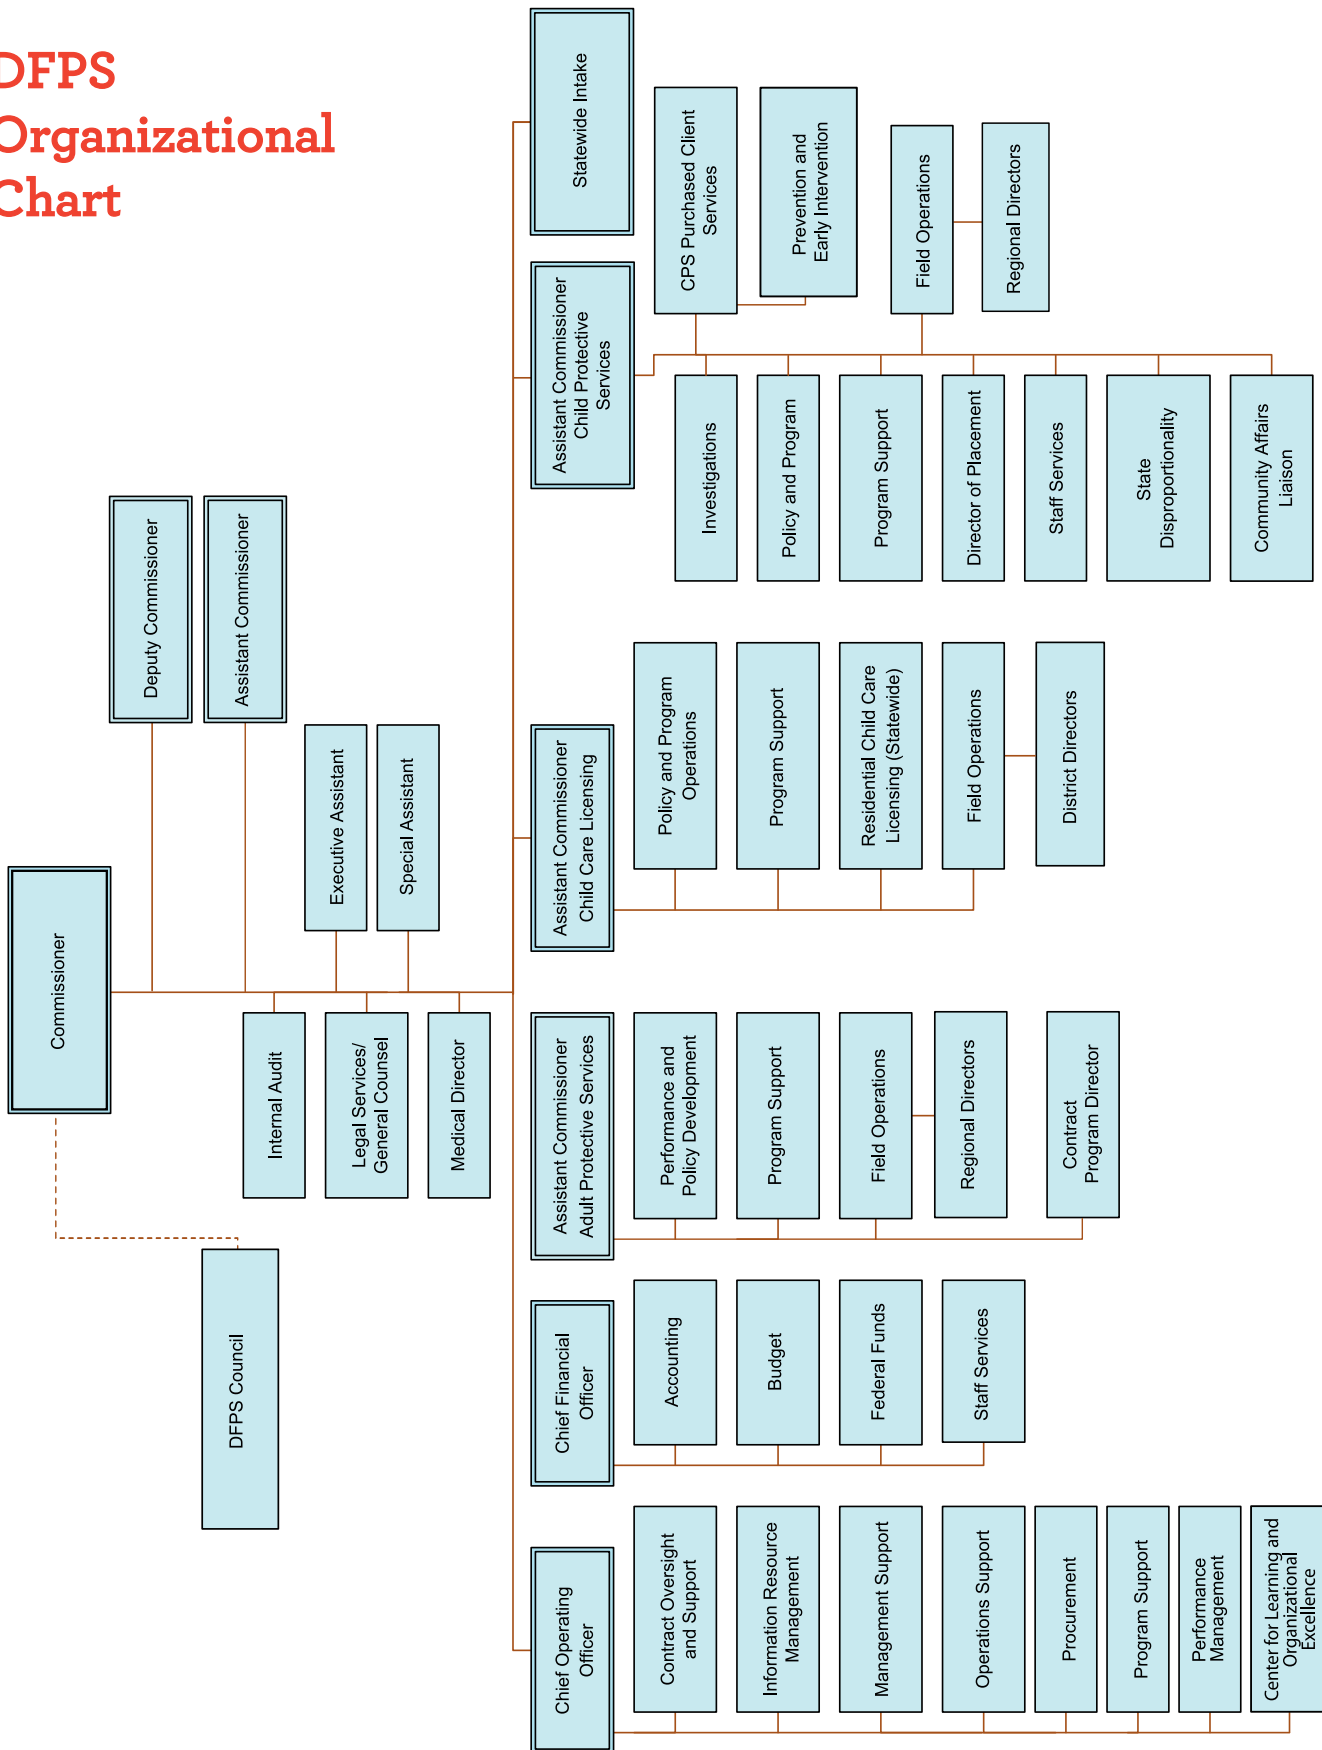 DFPS
Organizational
Chart
Commissioner
DFPS Council
Deputy Commissioner
Assistant Commissioner
Executive Assistant
Special Assistant
Internal Audit
Legal Services/
General Counsel
Medical Director
Chief Operating
Officer
Contract Oversight
and Support
Information Resource
Management
Management Support
Operations Support
Procurement
Program Support
Performance
Management
Center for Learning and
Organizational
Excellence
Chief Financial
Officer
Accounting
Budget
Federal Funds
Staff Services
Assistant Commissioner
Adult Protective Services
Performance and
Policy Development
Program Support
Field Operations
Regional Directors
Contract
Program Director
Assistant Commissioner
Child Care Licensing
Policy and Program
Operations
Program Support
Residential Child Care
Licensing (Statewide)
Field Operations
District Directors
Assistant Commissioner
Child Protective
Services
Investigations
Policy and Program
Program Support
Director of Placement
Staff Services
State
Disproportionality
Community Affairs
Liaison
CPS Purchased Client
Services
Prevention and
Early Intervention
Field Operations
Regional Directors
Statewide Intake